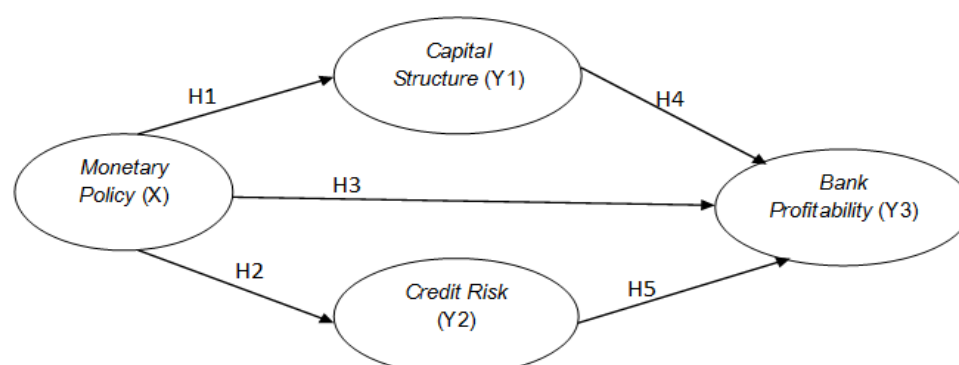 Capital
Structure (Y1)
H1
H4
Monetary
Policy (X)
H3
Bank
Profitability (Y3)
H2
Credit Risk
(Y2)
H5